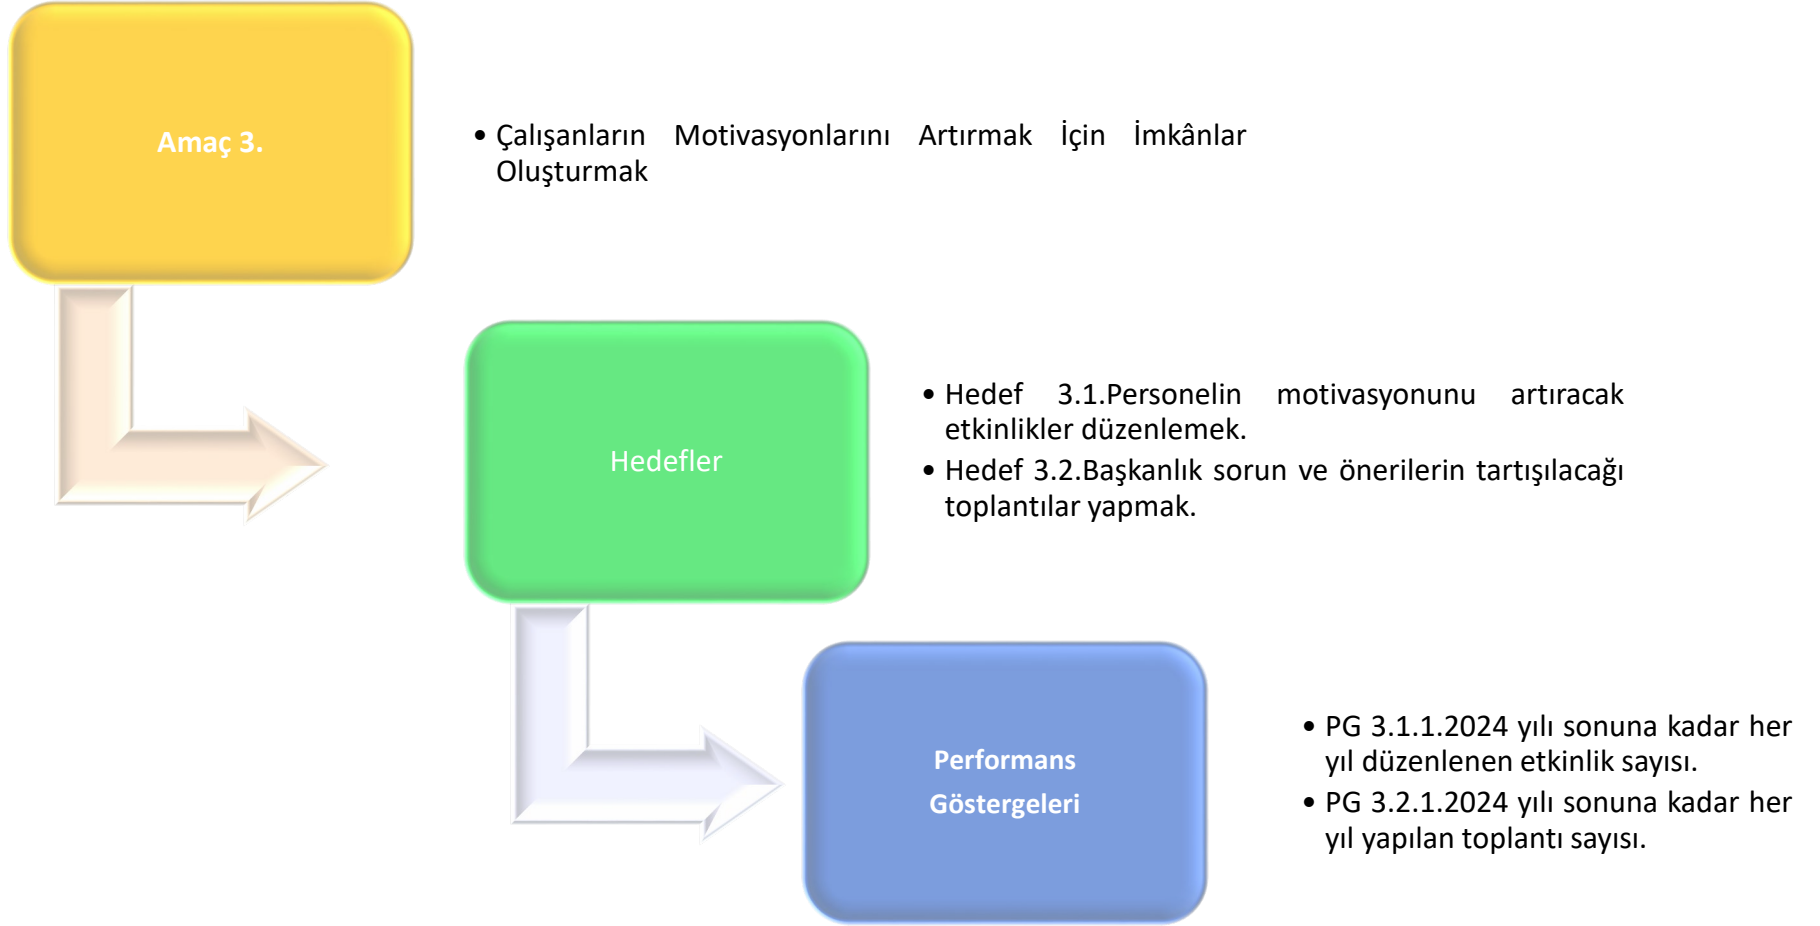 Amaç 3.
• Çalışanların Motivasyonlarını Artırmak İçin İmkânlar
Oluşturmak
Hedefler
• Hedef 3.1.Personelin motivasyonunu artıracak
etkinlikler düzenlemek.
• Hedef 3.2.Başkanlık sorun ve önerilerin tartışılacağı
toplantılar yapmak.
Performans
Göstergeleri
• PG 3.1.1.2024 yılı sonuna kadar her
yıl düzenlenen etkinlik sayısı.
• PG 3.2.1.2024 yılı sonuna kadar her
yıl yapılan toplantı sayısı.